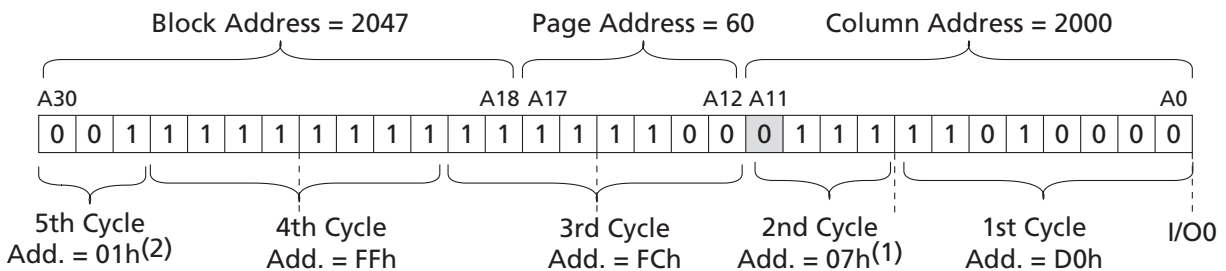 Block Address = 2047 Page Address = 60 Column Address = 2000
A30 A18 A17 A12 A11 A0
0 0 1 1 1 1 1 1 1 1 1 1 1 1 1 1 1 0 0 0 1 1 1 1 1 0 1 0 0 0 0
5th Cycle 4th Cycle 3rd Cycle 2nd Cycle 1st Cycle I/O0
Add. = 01h(2) Add. = FFh Add. = FCh Add. = 07h(1) Add. = D0h